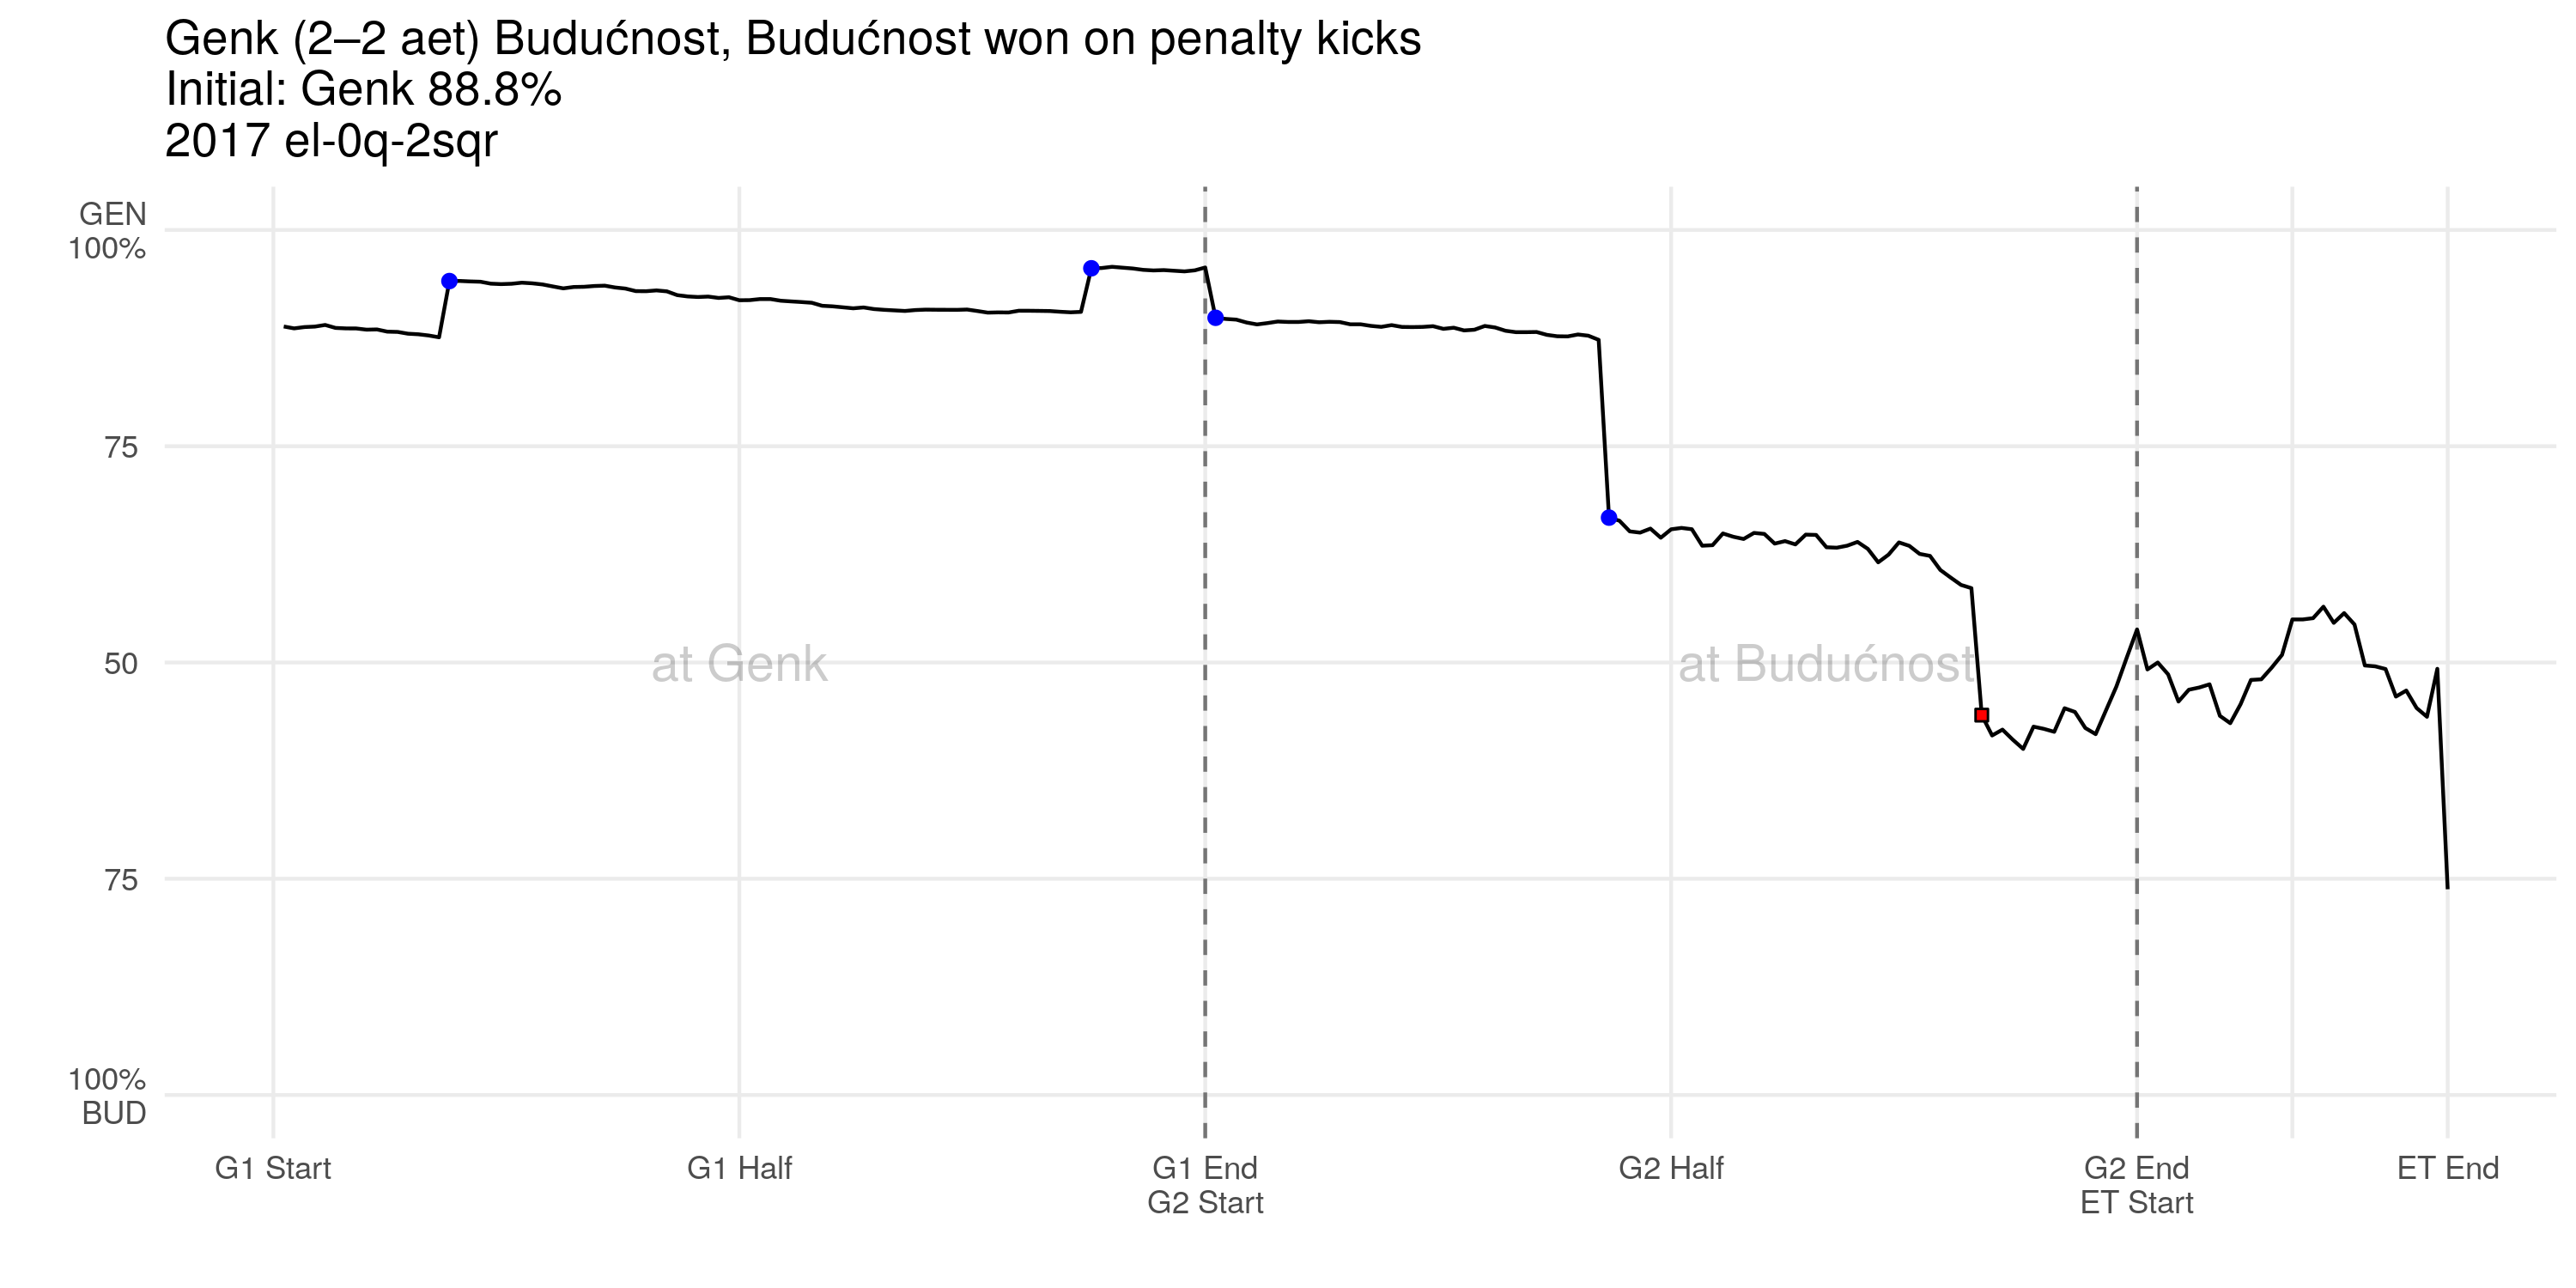 Genk (2–2 aet) Budućnost, Budućnost won on penalty kicks
Initial: Genk 88.8%
2017 el-0q-2sqr
GEN
100%
75
50
75
100%
BUD
at Genk
at Budućnost
G1 Start
G1 Half
G1 End
G2 Start
G2 Half
G2 End
ET Start
ET End